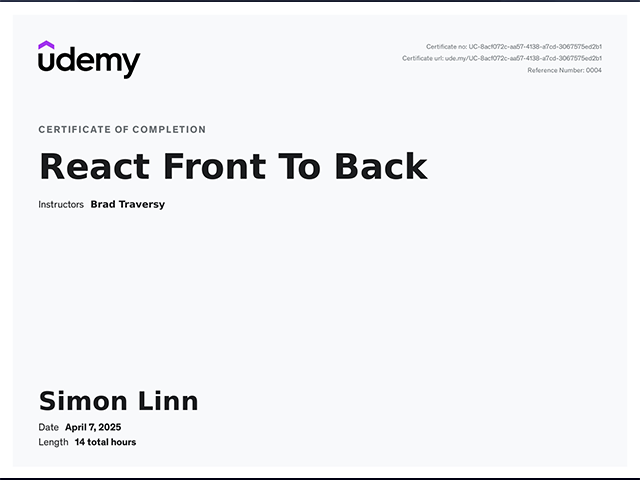 udemy
Certificate no: UC-8acf072c-aa57-4138-a7cd-3067575ed2b1
Certificate url: ude.my/UC-8acf072c-aa57-4138-a7cd-3067575ed2b1
Reference Number: 0004
CERTIFICATE OF COMPLETION
React Front To Back
Instructors Brad Traversy
Simon Linn
Date April 7, 2025
Length 14 total hours